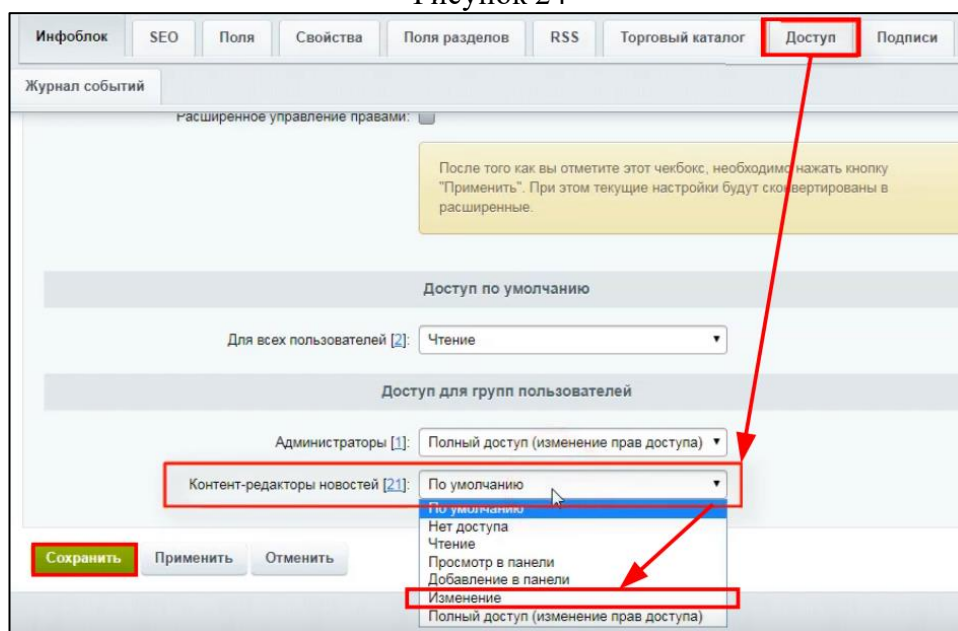 Рисунок 24
Инфоблок SEO Поля Свойства Поля разделов RSS Торговый каталог Доступ Подписи
Журнал событий
Расширенное управление правами:
После того как вы отметите этот чекбокс, необходимо нажать кнопку
"Применить". При этом текущие настройки будут сконвертированы в
расширенные.
Доступ по умолчанию
Для всех пользователей [2]: Чтение
Доступ для групп пользователей
Администраторы [1]: Полный доступ (изменение прав доступа)
Контент-редакторы новостей [21]: По умолчанию
По умолчанию
Нет доступа
Чтение
Просмотр в панели
Добавление в панели
Изменение
Полный доступ (изменение прав доступа)
Сохранить Применить Отменить